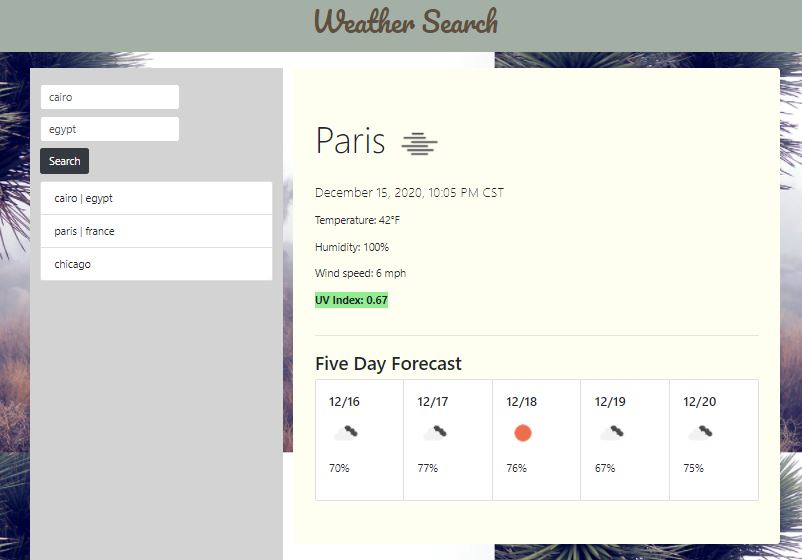 Weather Search
cairo
egypt
Search
cairo | egypt
paris | france
chicago
Paris
December 15, 2020, 10:05 PM CST
Temperature: 42°F
Humidity: 100%
Wind speed: 6 mph
UV Index: 0.67
Five Day Forecast
12/16 12/17 12/18 12/19 12/20
70% 77% 76% 67% 75%